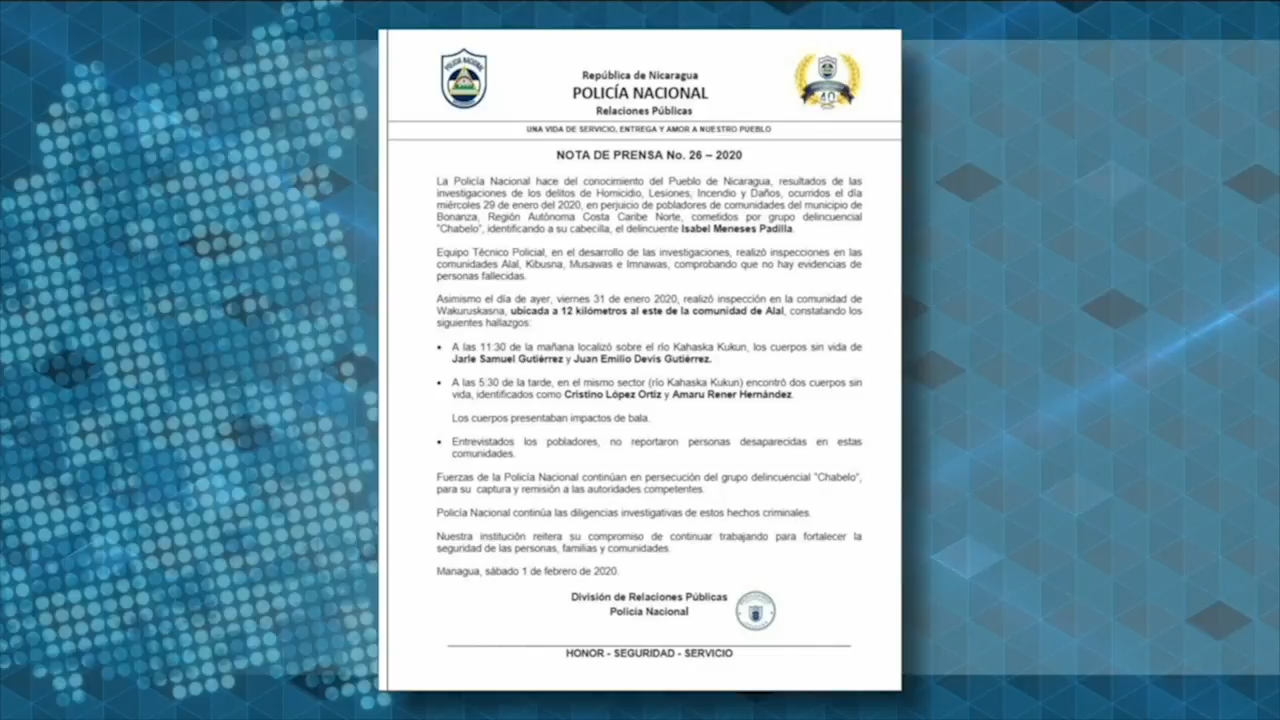 POLICÍA NACIONAL
República de Nicaragua
POLICÍA NACIONAL
Relaciones Públicas
40
UNA VIDA DE SERVICIO, ENTREGA Y AMOR A NUESTRO PUEBLO
NOTA DE PRENSA No. 26 – 2020
La Policía Nacional hace del conocimiento del Pueblo de Nicaragua, resultados de las
investigaciones de los delitos de Homicidio, Lesiones, Incendio y Daños, ocurridos el día
miércoles 29 de enero del 2020, en perjuicio de pobladores de comunidades del municipio de
Bonanza, Región Autónoma Costa Caribe Norte, cometidos por grupo delincuencial
"Chabelo", identificando a su cabecilla, el delincuente Isabel Meneses Padilla.
Equipo Técnico Policial, en el desarrollo de las investigaciones, realizó inspecciones en las
comunidades Alal, Kibusna, Musawas e Imnawas, comprobando que no hay evidencias de
personas fallecidas.
Asimismo el día de ayer, viernes 31 de enero 2020, realizó inspección en la comunidad de
Wakuruskasna, ubicada a 12 kilómetros al este de la comunidad de Alal, constatando los
siguientes hallazgos:
• A las 11:30 de la mañana localizó sobre el río Kahaska Kukun, los cuerpos sin vida de
Jarle Samuel Gutiérrez y Juan Emilio Devis Gutiérrez.
• A las 5:30 de la tarde, en el mismo sector (río Kahaska Kukun) encontró dos cuerpos sin
vida, identificados como Cristino López Ortiz y Amaru Rener Hernández.
Los cuerpos presentaban impactos de bala.
• Entrevistados los pobladores, no reportaron personas desaparecidas en estas
comunidades.
Fuerzas de la Policía Nacional continúan en persecución del grupo delincuencial "Chabelo",
para su captura y remisión a las autoridades competentes.
Policía Nacional continúa las diligencias investigativas de estos hechos criminales.
Nuestra institución reitera su compromiso de continuar trabajando para fortalecer la
seguridad de las personas, familias y comunidades.
Managua, sábado 1 de febrero de 2020.
División de Relaciones Públicas
Policía Nacional
HONOR - SEGURIDAD - SERVICIO